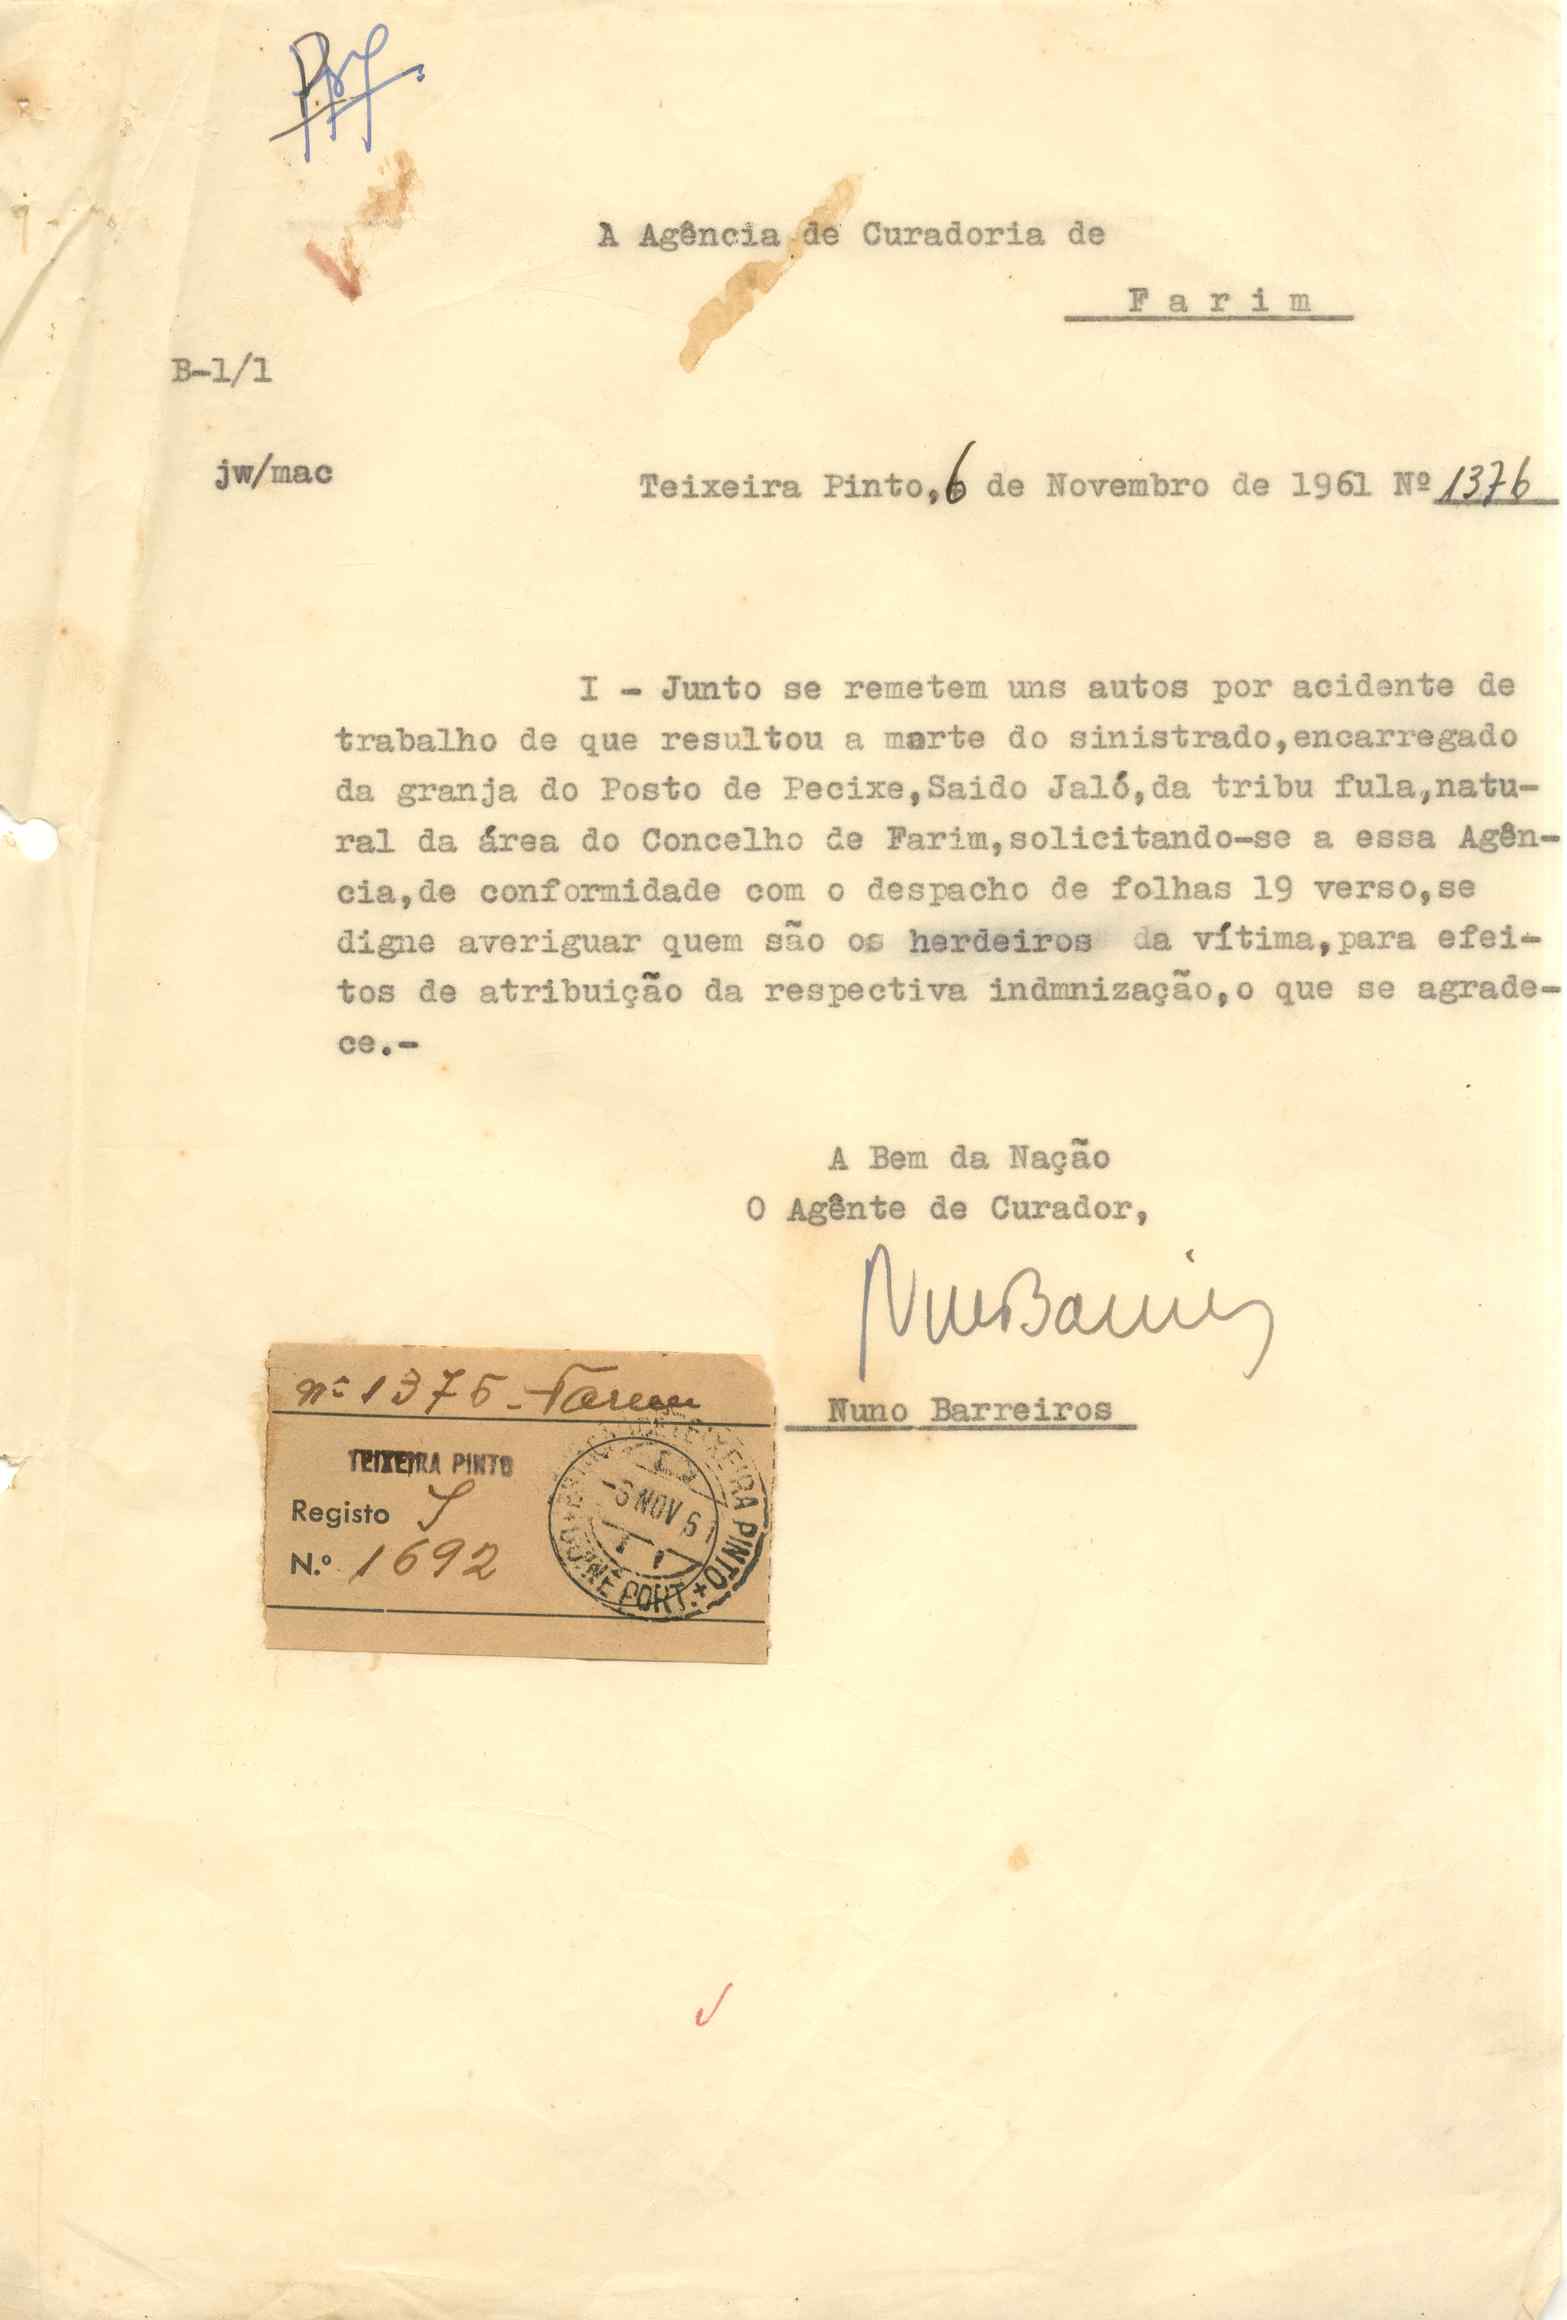 A Agência de Curadoria de
Farim
B-1/1
jw/mac
Teixeira Pinto,6 de Novembro de 1961 Nº 1376
I - Junto se remetem uns autos por acidente de
trabalho de que resultou a morte do sinistrado,encarregado
da granja do Posto de Pecixe,Saido Jaló,da tribu fula,natu-
ral da área do Concelho de Farim,solicitando-se a essa Agên-
cia,de conformidade com o despacho de folhas 19 verso,se
digne averiguar quem são os herdeiros da vítima,para efei-
tos de atribuição da respectiva indmnização,o que se agrade-
ce.-
A Bem da Nação
O Agênte de Curador,
Nuno Barreiros
Nuno Barreiros
nº 1376 - Farim
TEIXEIRA PINTO
Registo S
N.º 1692
TEIXEIRA PINTO
-6 NOV 61
GUINÉ PORT.